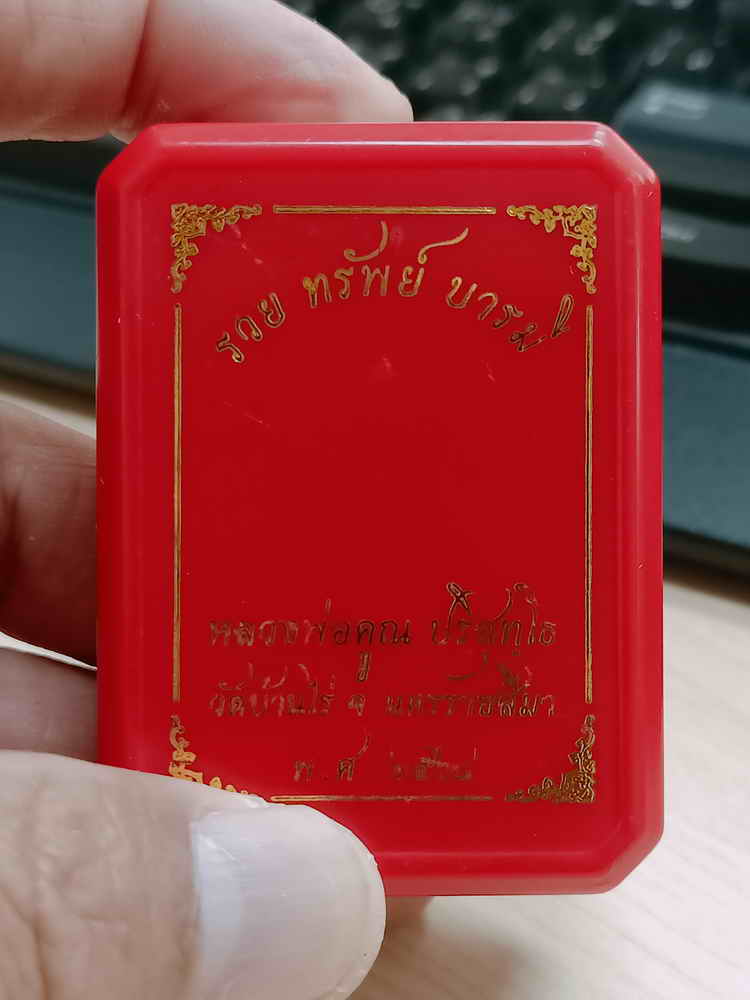 รวย ทรัพย์ บารมี
หลวงพ่อคูณ ปริสุทฺโธ
วัดบ้านไร่ จ นครราชสีมา
พ.ศ